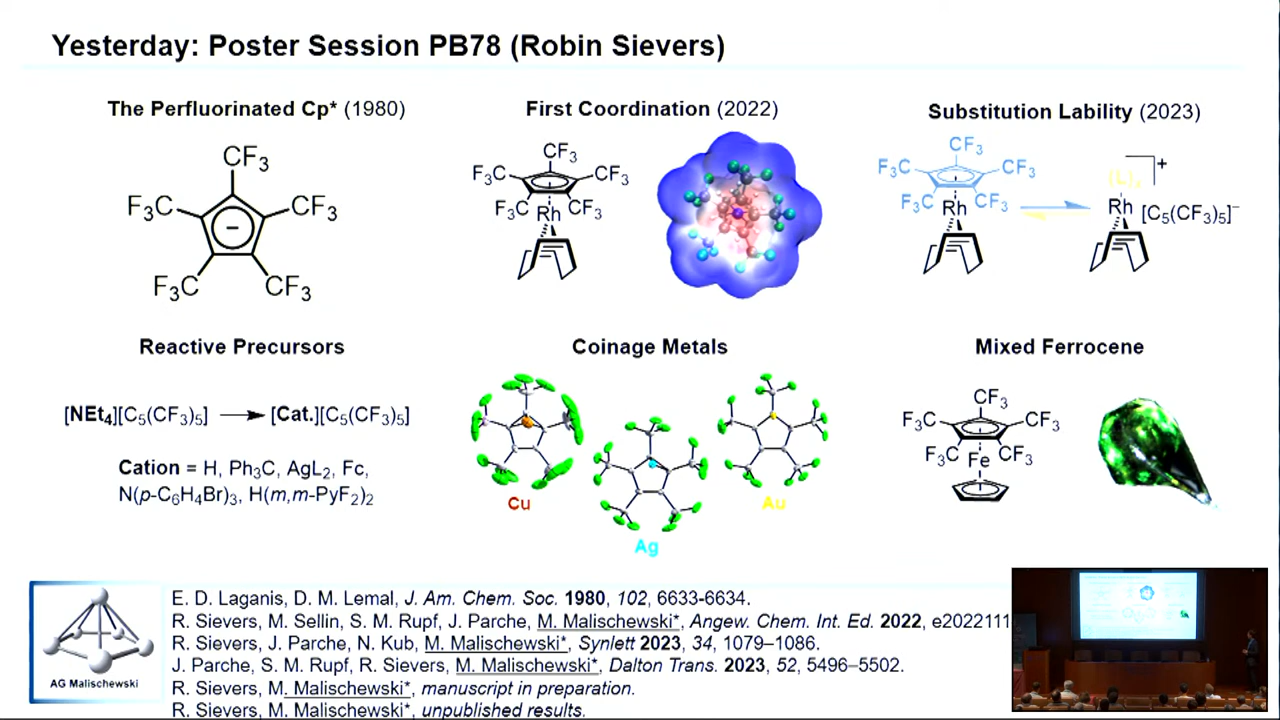 Yesterday: Poster Session PB78 (Robin Sievers)
The Perfluorinated Cp* (1980)
CF₃
F₃C
CF₃
F₃C
CF₃
First Coordination (2022)
CF₃
F₃C
CF₃
F₃C
CF₃
Rh
Substitution Lability (2023)
CF₃
F₃C
CF₃
F₃C
CF₃
Rh
+
Rh
[C₅(CF₃)₅]⁻
Reactive Precursors
[NEt₄][C₅(CF₃)₅] ⟶ [Cat.][C₅(CF₃)₅]
Cation = H, Ph₃C, AgL₂, Fc,
N(p-C₆H₄Br)₃, H(m,m-PyF₂)₂
Coinage Metals
Cu
Ag
Au
Mixed Ferrocene
CF₃
F₃C
CF₃
F₃C
CF₃
Fe
AG Malischewski
E. D. Laganis, D. M. Lemal, J. Am. Chem. Soc. 1980, 102, 6633-6634.
R. Sievers, M. Sellin, S. M. Rupf, J. Parche, M. Malischewski*, Angew. Chem. Int. Ed. 2022, e2022111
R. Sievers, J. Parche, N. Kub, M. Malischewski*, Synlett 2023, 34, 1079–1086.
J. Parche, S. M. Rupf, R. Sievers, M. Malischewski*, Dalton Trans. 2023, 52, 5496–5502.
R. Sievers, M. Malischewski*, manuscript in preparation.
R. Sievers, M. Malischewski*, unpublished results.